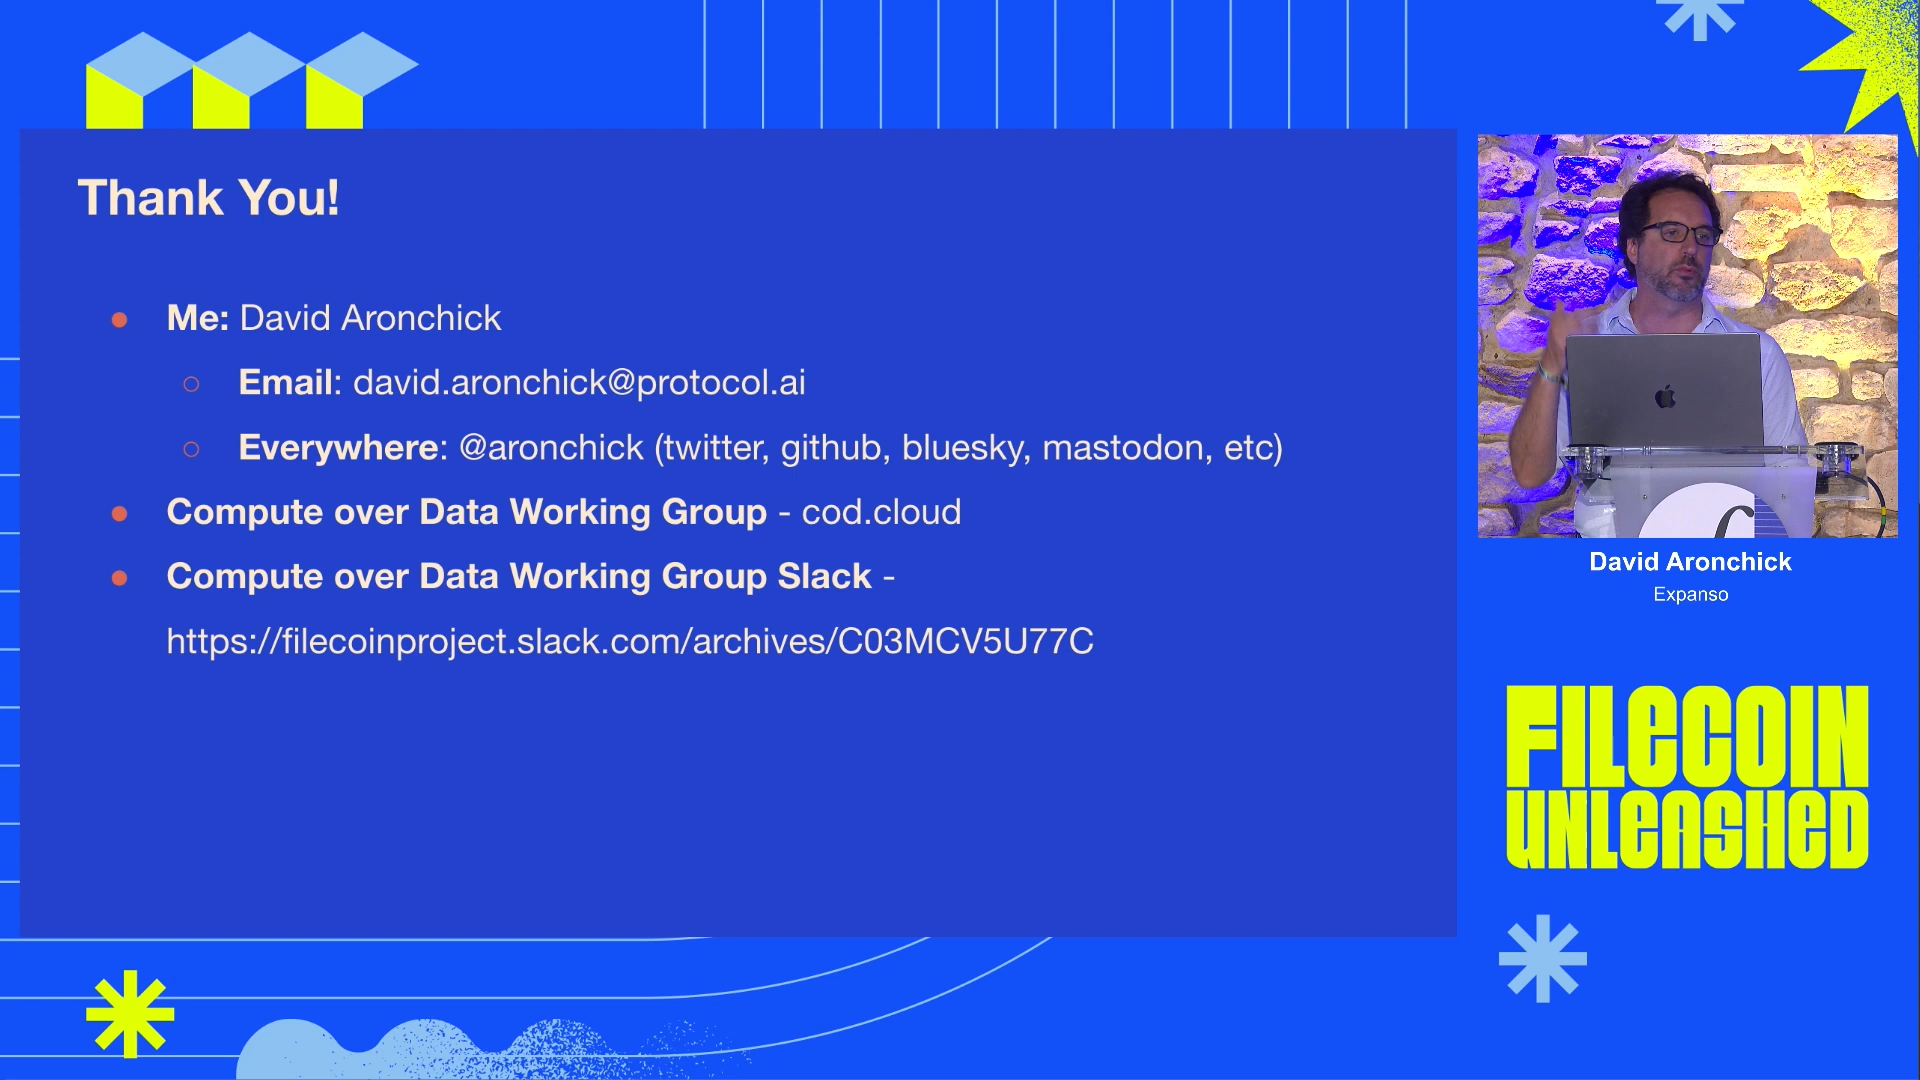 Thank You!
● Me: David Aronchick
○ Email: david.aronchick@protocol.ai
○ Everywhere: @aronchick (twitter, github, bluesky, mastodon, etc)
● Compute over Data Working Group - cod.cloud
● Compute over Data Working Group Slack -
https://filecoinproject.slack.com/archives/C03MCV5U77C
David Aronchick
Expanso
FILECOIN
UNLEASHED